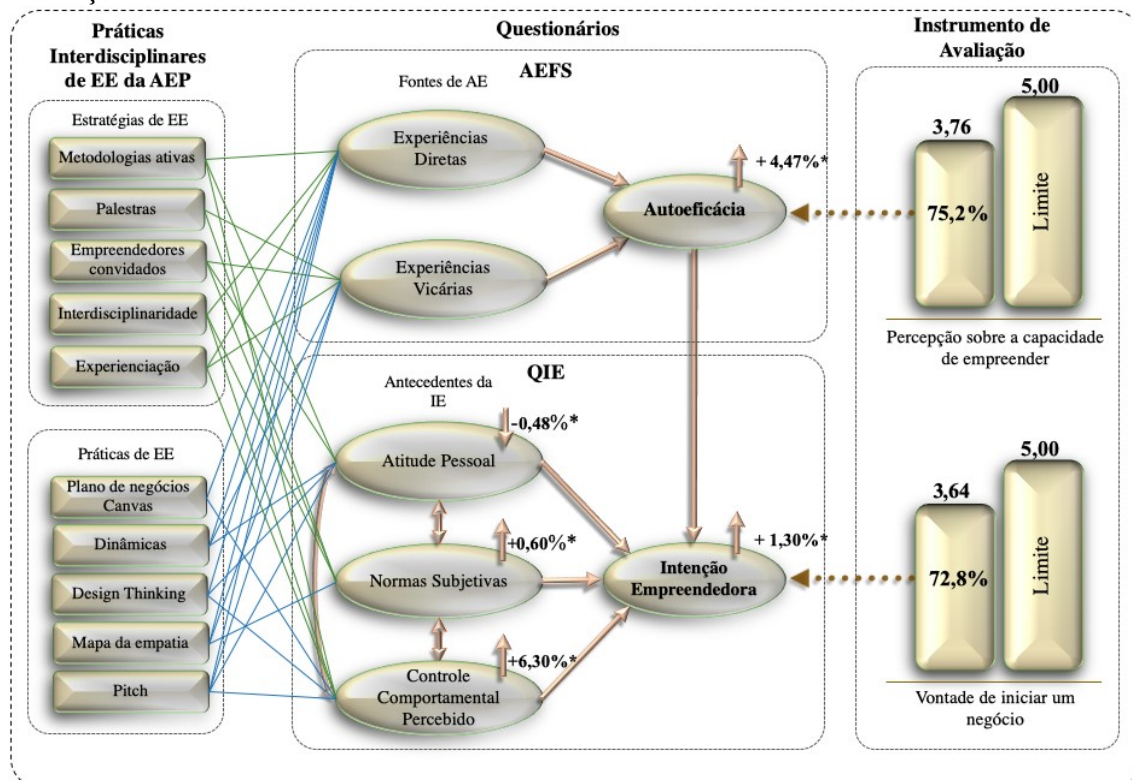 Práticas
Interdisciplinares
de EE da AEP
Estratégias de EE
Metodologias ativas
Palestras
Empreendedores
convidados
Interdisciplinaridade
Experienciação
Práticas de EE
Plano de negócios
Canvas
Dinâmicas
Design Thinking
Mapa da empatia
Pitch
Questionários
AEFS
Fontes de AE
Experiências
Diretas
Experiências
Vicárias
+ 4,47%*
Autoeficácia
QIE
Antecedentes da
IE
-0,48%*
Atitude Pessoal
+0,60%*
Normas Subjetivas
+6,30%*
Controle
Comportamental
Percebido
+ 1,30%*
Intenção
Empreendedora
Instrumento de
Avaliação
5,00
3,76
75,2%
Limite
Percepção sobre a capacidade
de empreender
5,00
3,64
72,8%
Limite
Vontade de iniciar um
negócio